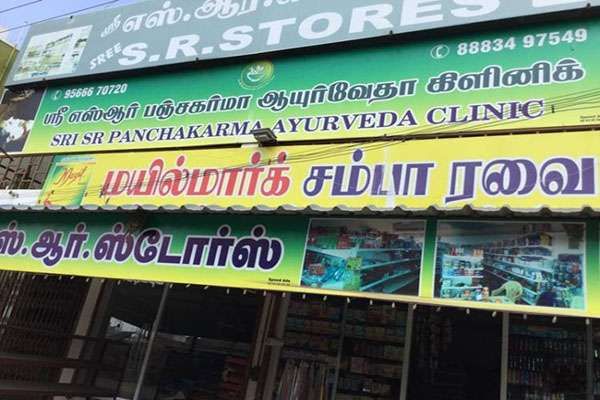 ஸ்ரீ எஸ்.ஆர்.
SREE S.R.STORES
95666 70720
88834 97549
ஸ்ரீ எஸ்ஆர் பஞ்சகர்மா ஆயுர்வேதா கிளினிக்
SRI SR PANCHAKARMA AYURVEDA CLINIC
மயில்மார்க் சம்பா ரவை
ஸ்.ஆர்.ஸ்டோர்ஸ்